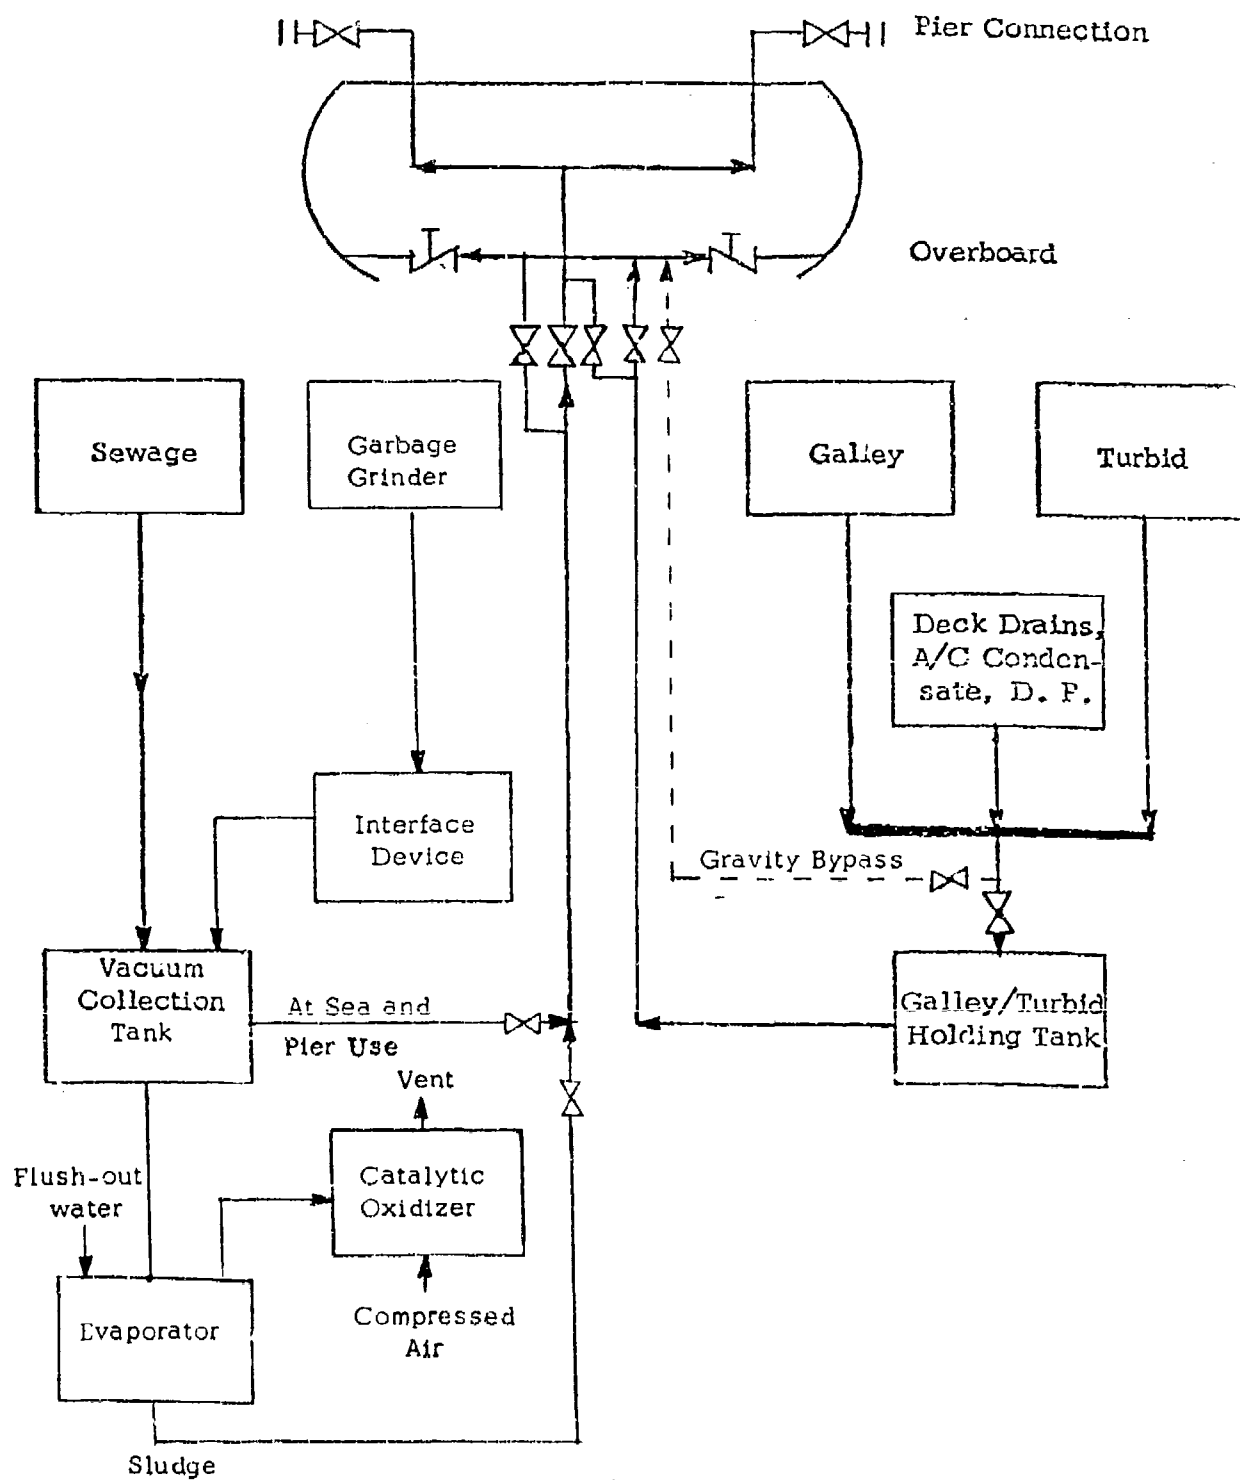 Pier Connection
Overboard
Sewage
Garbage
Grinder
Galley
Turbid
Deck Drains,
A/C Conden-
sate, D. F.
Gravity Bypass
Interface
Device
Vacuum
Collection
Tank
At Sea and
Pier Use
Galley/Turbid
Holding Tank
Vent
Catalytic
Oxidizer
Flush-out
water
Compressed
Air
Evaporator
Sludge